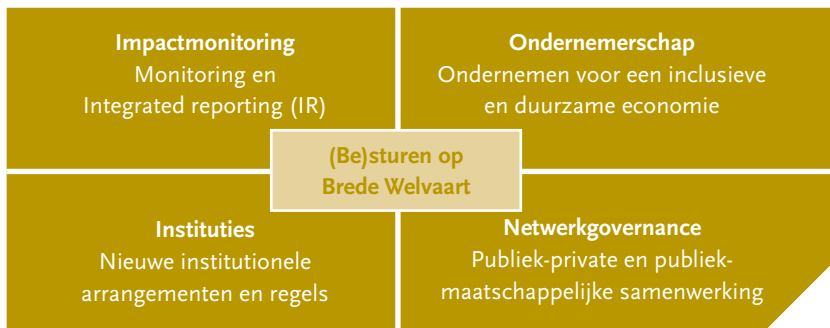 Impactmonitoring
Monitoring en
Integrated reporting (IR)
Ondernemerschap
Ondernemen voor een inclusieve
en duurzame economie
(Be)sturen op
Brede Welvaart
Instituties
Nieuwe institutionele
arrangementen en regels
Netwerkgovernance
Publiek-private en publiek-
maatschappelijke samenwerking